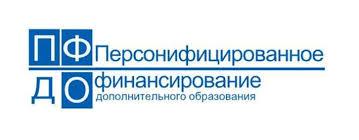 ПФ Персонифицированное
ДО финансирование
дополнительного образования